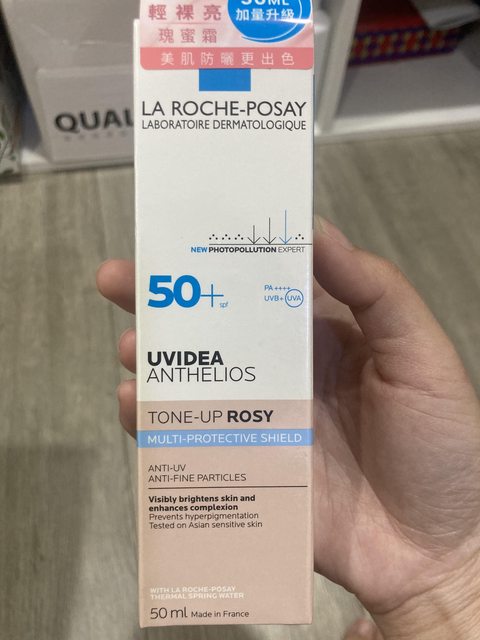 輕裸亮
瑰蜜霜
50ML
加量升級
美肌防曬更出色
LA ROCHE-POSAY
LABORATOIRE DERMATOLOGIQUE
QUAL
NEW PHOTOPOLLUTION EXPERT
50+
spf
PA ++++
UVB+ UVA
UVIDEA
ANTHELIOS
TONE-UP ROSY
MULTI-PROTECTIVE SHIELD
ANTI-UV
ANTI-FINE PARTICLES
Visibly brightens skin and
enhances complexion
Prevents hyperpigmentation
Tested on Asian sensitive skin
WITH LA ROCHE-POSAY
THERMAL SPRING WATER
50 ml Made in France